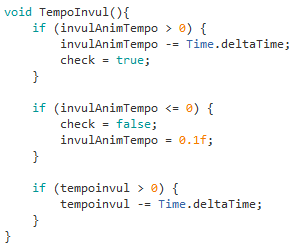 void TempoInvul(){
    if (invulAnimTempo > 0) {
        invulAnimTempo -= Time.deltaTime;
        check = true;
    }

    if (invulAnimTempo <= 0) {
        check = false;
        invulAnimTempo = 0.1f;
    }

    if (tempoinvul > 0) {
        tempoinvul -= Time.deltaTime;
    }
}